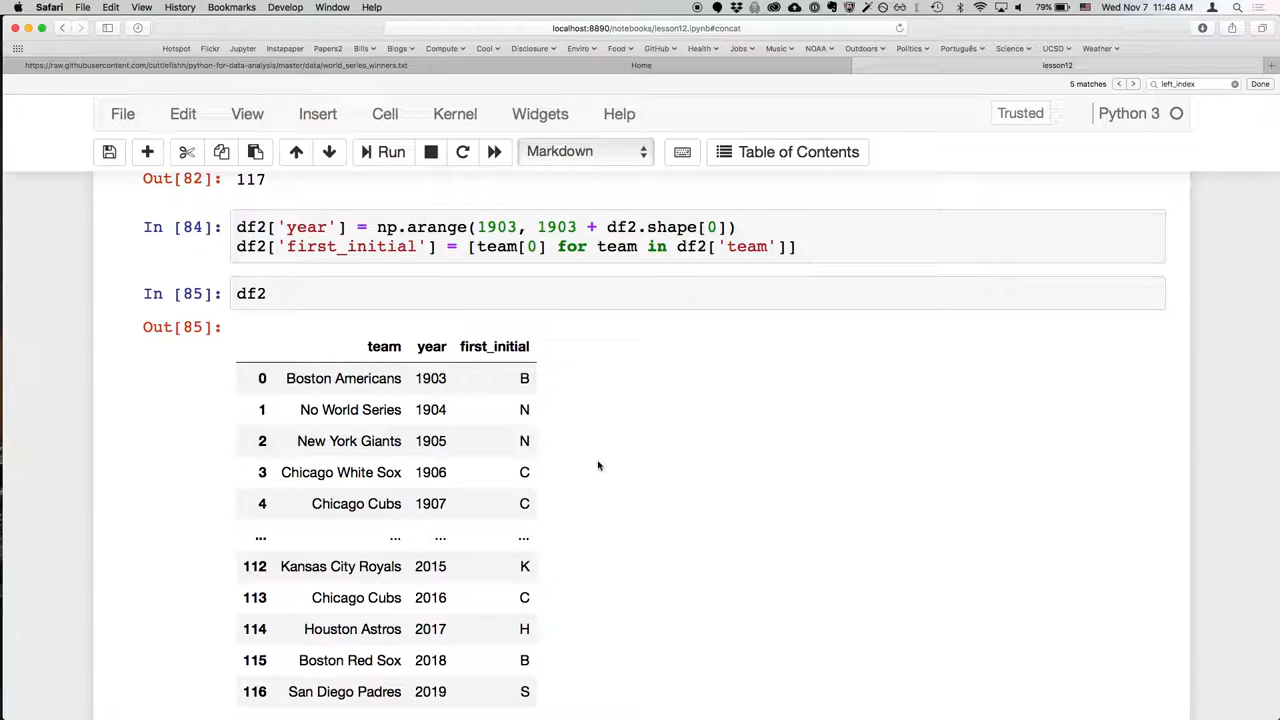 Safari File Edit View History Bookmarks Develop Window Help 79% Wed Nov 7 11:48 AM
localhost:8890/notebooks/lesson12.ipynb#concat
Hotspot Flickr Jupyter Instapaper Papers2 Bills Blogs Compute Cool Disclosure Enviro Food GitHub Health Jobs Music NOAA Outdoors Politics Português Science UCSD Weather
https://raw.githubusercontent.com/cuttlefishh/python-for-data-analysis/master/data/world_series_winners.txt Home lesson12
5 matches left_index Done
File Edit View Insert Cell Kernel Widgets Help Trusted Python 3
Run Markdown Table of Contents
Out[82]: 117
In [84]: df2['year'] = np.arange(1903, 1903 + df2.shape[0])
df2['first_initial'] = [team[0] for team in df2['team']]
In [85]: df2
Out[85]:
team year first_initial
0 Boston Americans 1903 B
1 No World Series 1904 N
2 New York Giants 1905 N
3 Chicago White Sox 1906 C
4 Chicago Cubs 1907 C
... ... ... ...
112 Kansas City Royals 2015 K
113 Chicago Cubs 2016 C
114 Houston Astros 2017 H
115 Boston Red Sox 2018 B
116 San Diego Padres 2019 S